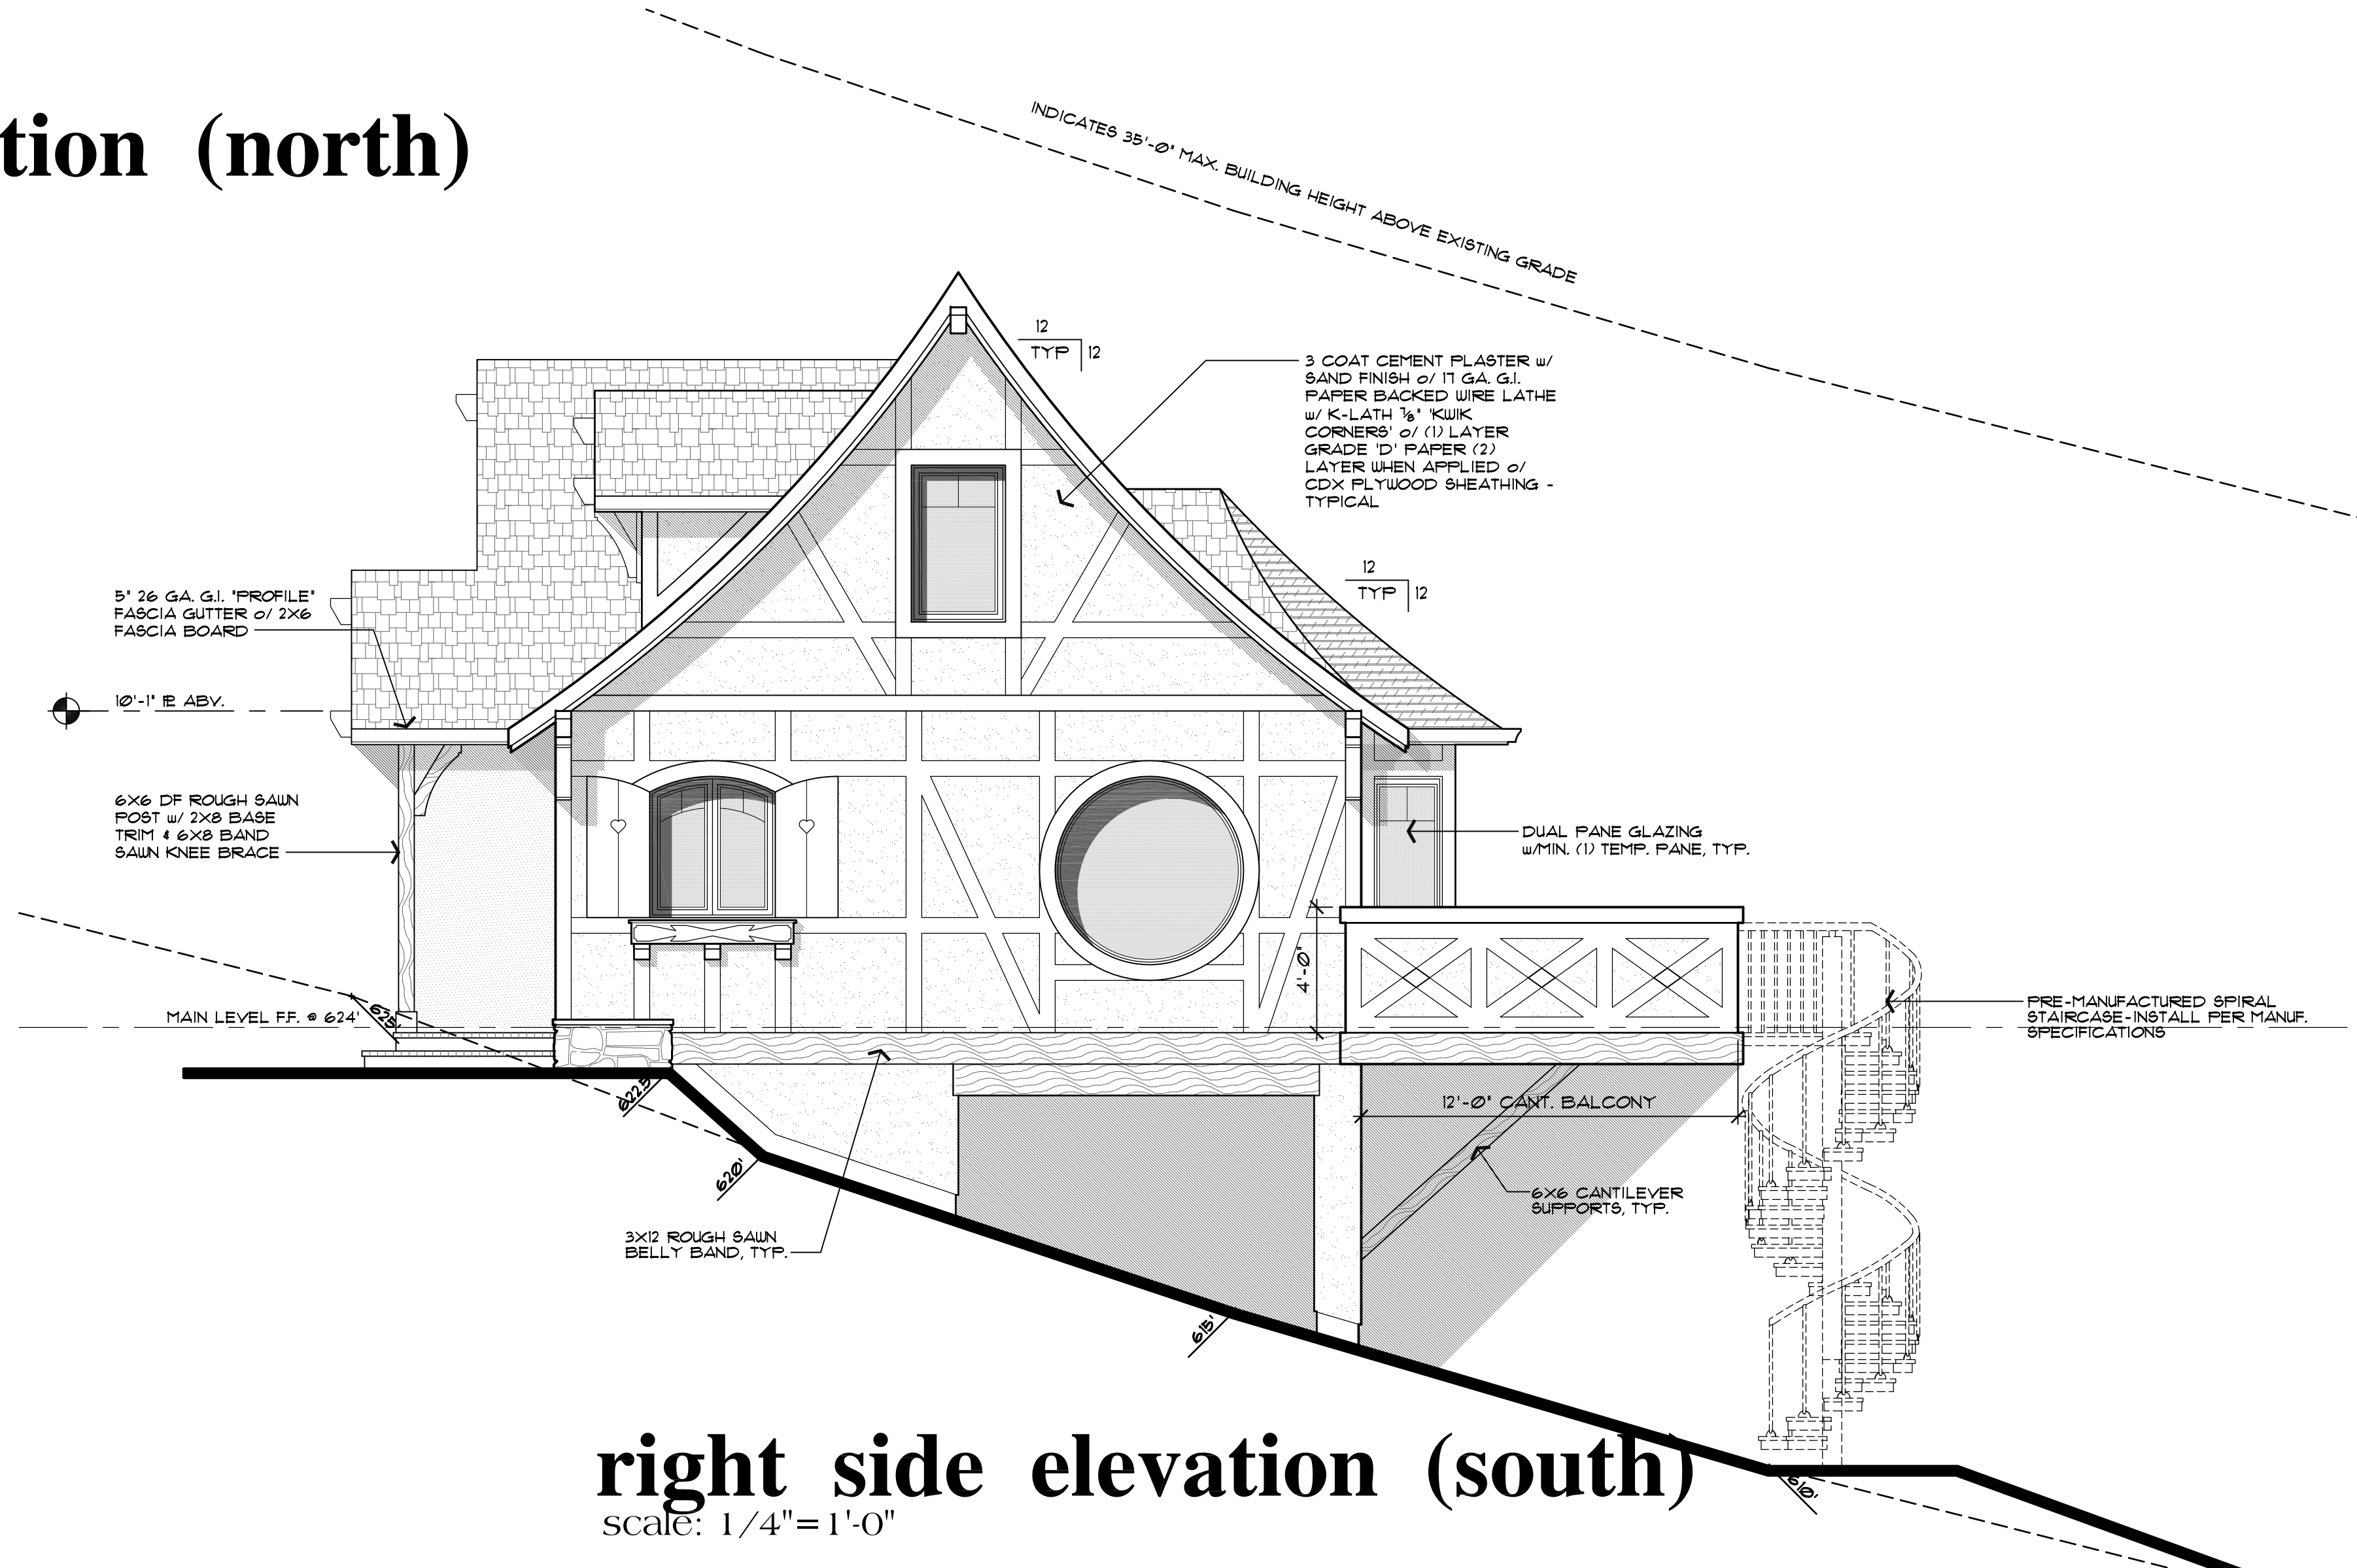 tion (north)
INDICATES 35'-0" MAX. BUILDING HEIGHT ABOVE EXISTING GRADE
12
TYP 12
3 COAT CEMENT PLASTER w/
SAND FINISH o/ 17 GA. G.I.
PAPER BACKED WIRE LATHE
w/ K-LATH 7/8" 'KWIK
CORNERS' o/ (1) LAYER
GRADE 'D' PAPER (2)
LAYER WHEN APPLIED o/
CDX PLYWOOD SHEATHING -
TYPICAL
12
TYP 12
5" 26 GA. G.I. "PROFILE"
FASCIA GUTTER o/ 2X6
FASCIA BOARD
10'-1" PL ABV.
6X6 DF ROUGH SAWN
POST w/ 2X8 BASE
TRIM & 6X8 BAND
SAWN KNEE BRACE
DUAL PANE GLAZING
w/MIN. (1) TEMP. PANE, TYP.
4'-0"
MAIN LEVEL F.F. @ 624'
625'
PRE-MANUFACTURED SPIRAL
STAIRCASE-INSTALL PER MANUF.
SPECIFICATIONS
622.5'
12'-0" CANT. BALCONY
620'
6X6 CANTILEVER
SUPPORTS, TYP.
3X12 ROUGH SAWN
BELLY BAND, TYP.
615'
610'
right side elevation (south)
scale: 1/4"=1'-0"